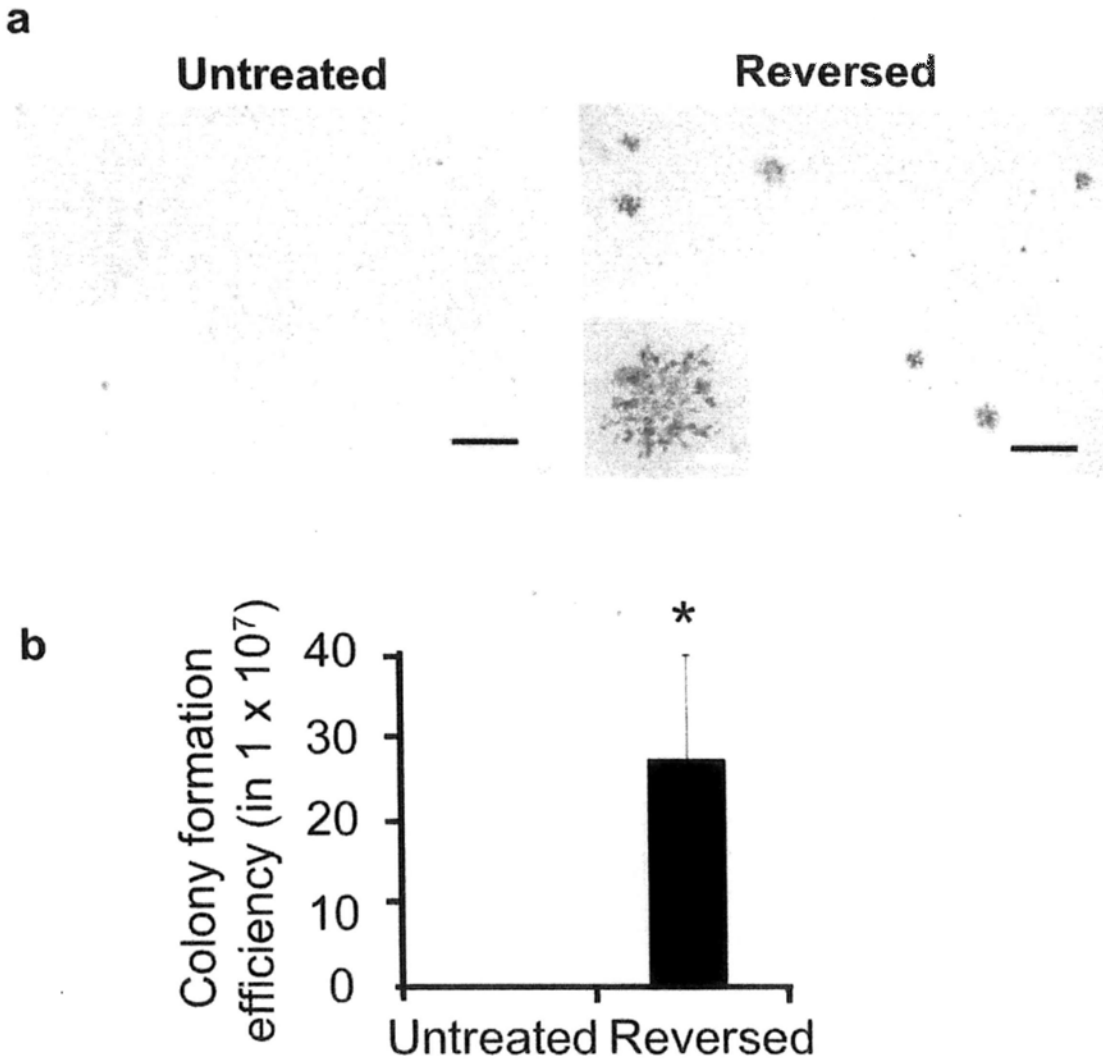 a
Untreated
Reversed
b
Colony formation
efficiency (in 1 x 10⁷)
40
30
20
10
0
*
Untreated Reversed